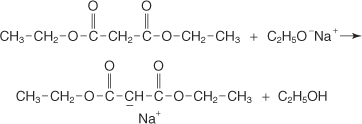 O O
CH₃–CH₂–O–C–CH₂–C–O–CH₂–CH₃ + C₂H₅O⁻Na⁺ ⟶
O O
CH₃–CH₂–O–C–CH–C–O–CH₂–CH₃ + C₂H₅OH
–
Na⁺